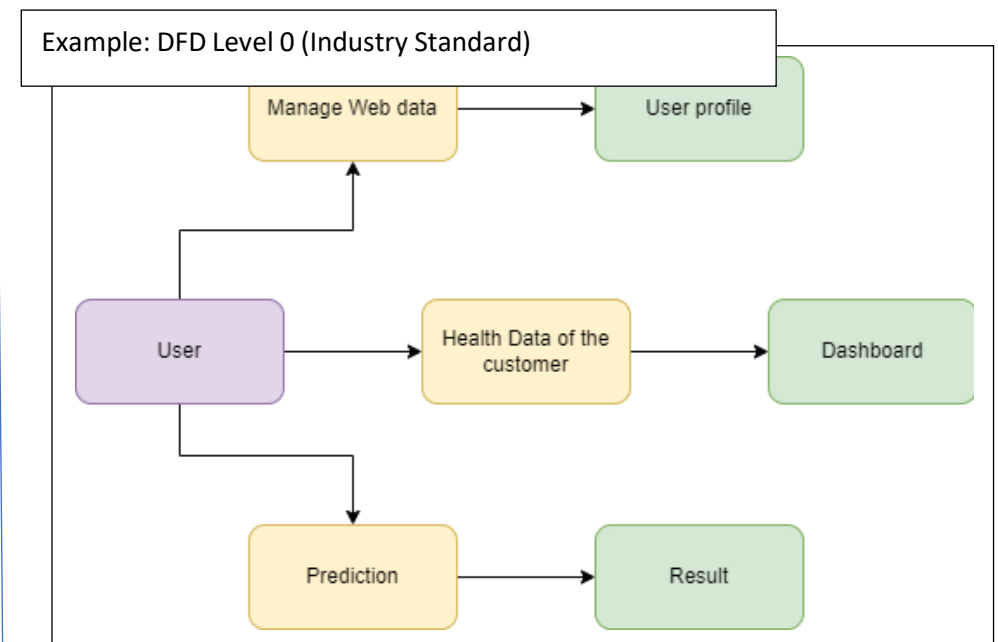 Example: DFD Level 0 (Industry Standard)
Manage Web data
User profile
User
Health Data of the
customer
Dashboard
Prediction
Result